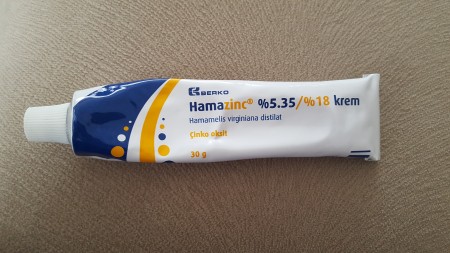 BERKO
Hamazinc® %5.35/%18 krem
Hamamelis virginiana distilat
Çinko oksit
30 g